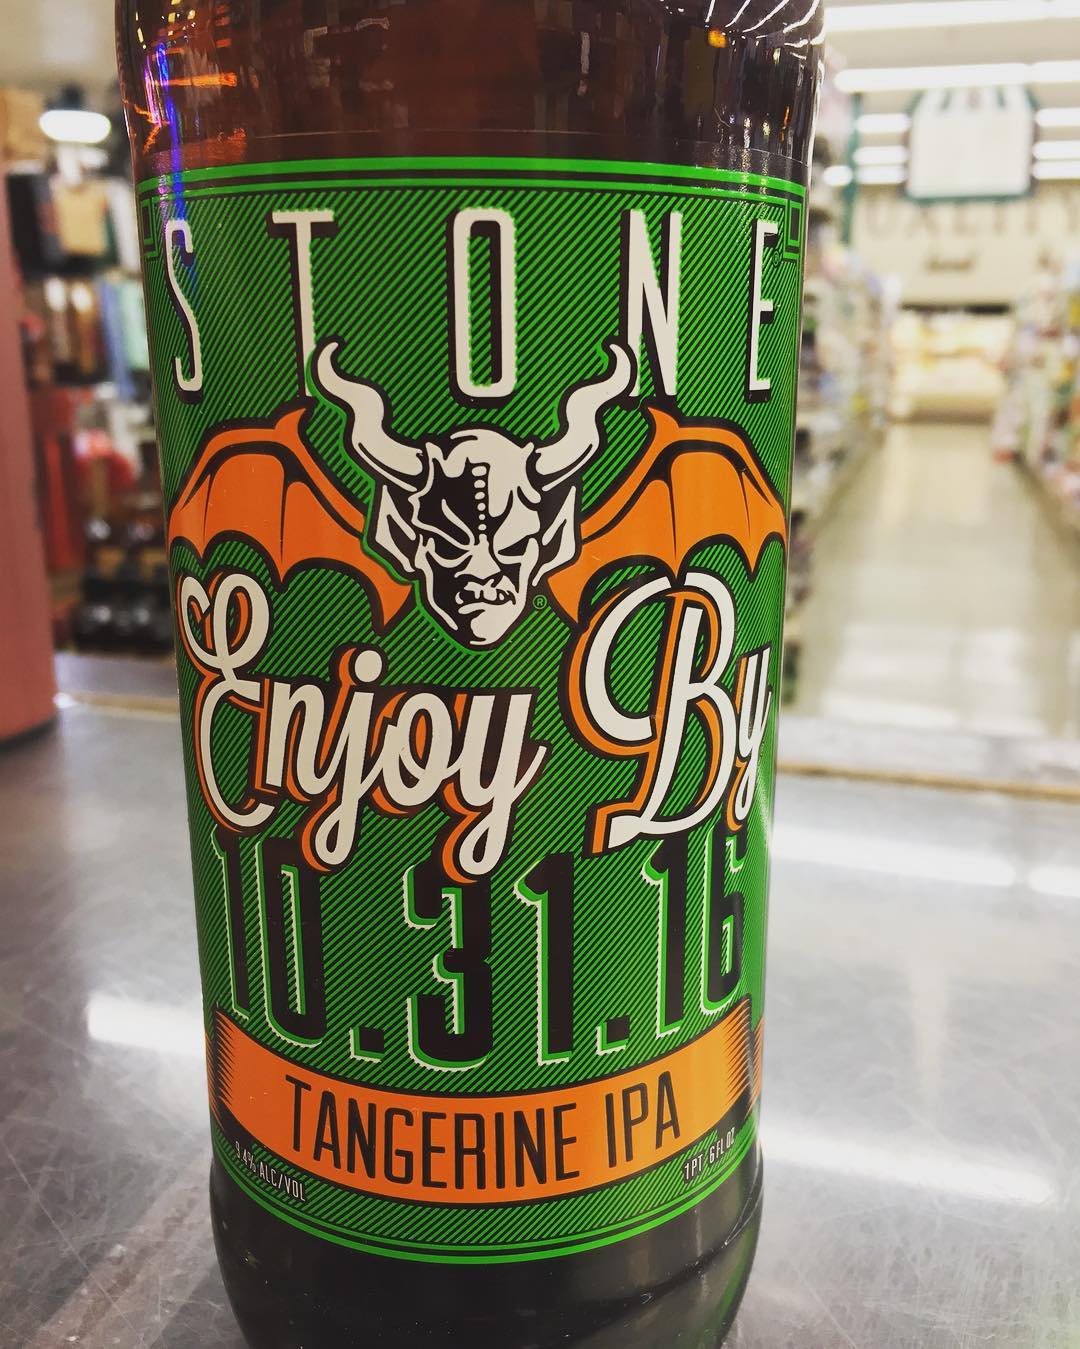 STONE
Enjoy By
10.31.16
TANGERINE IPA
9.4% ALC/VOL
1 PT 6 FL OZ